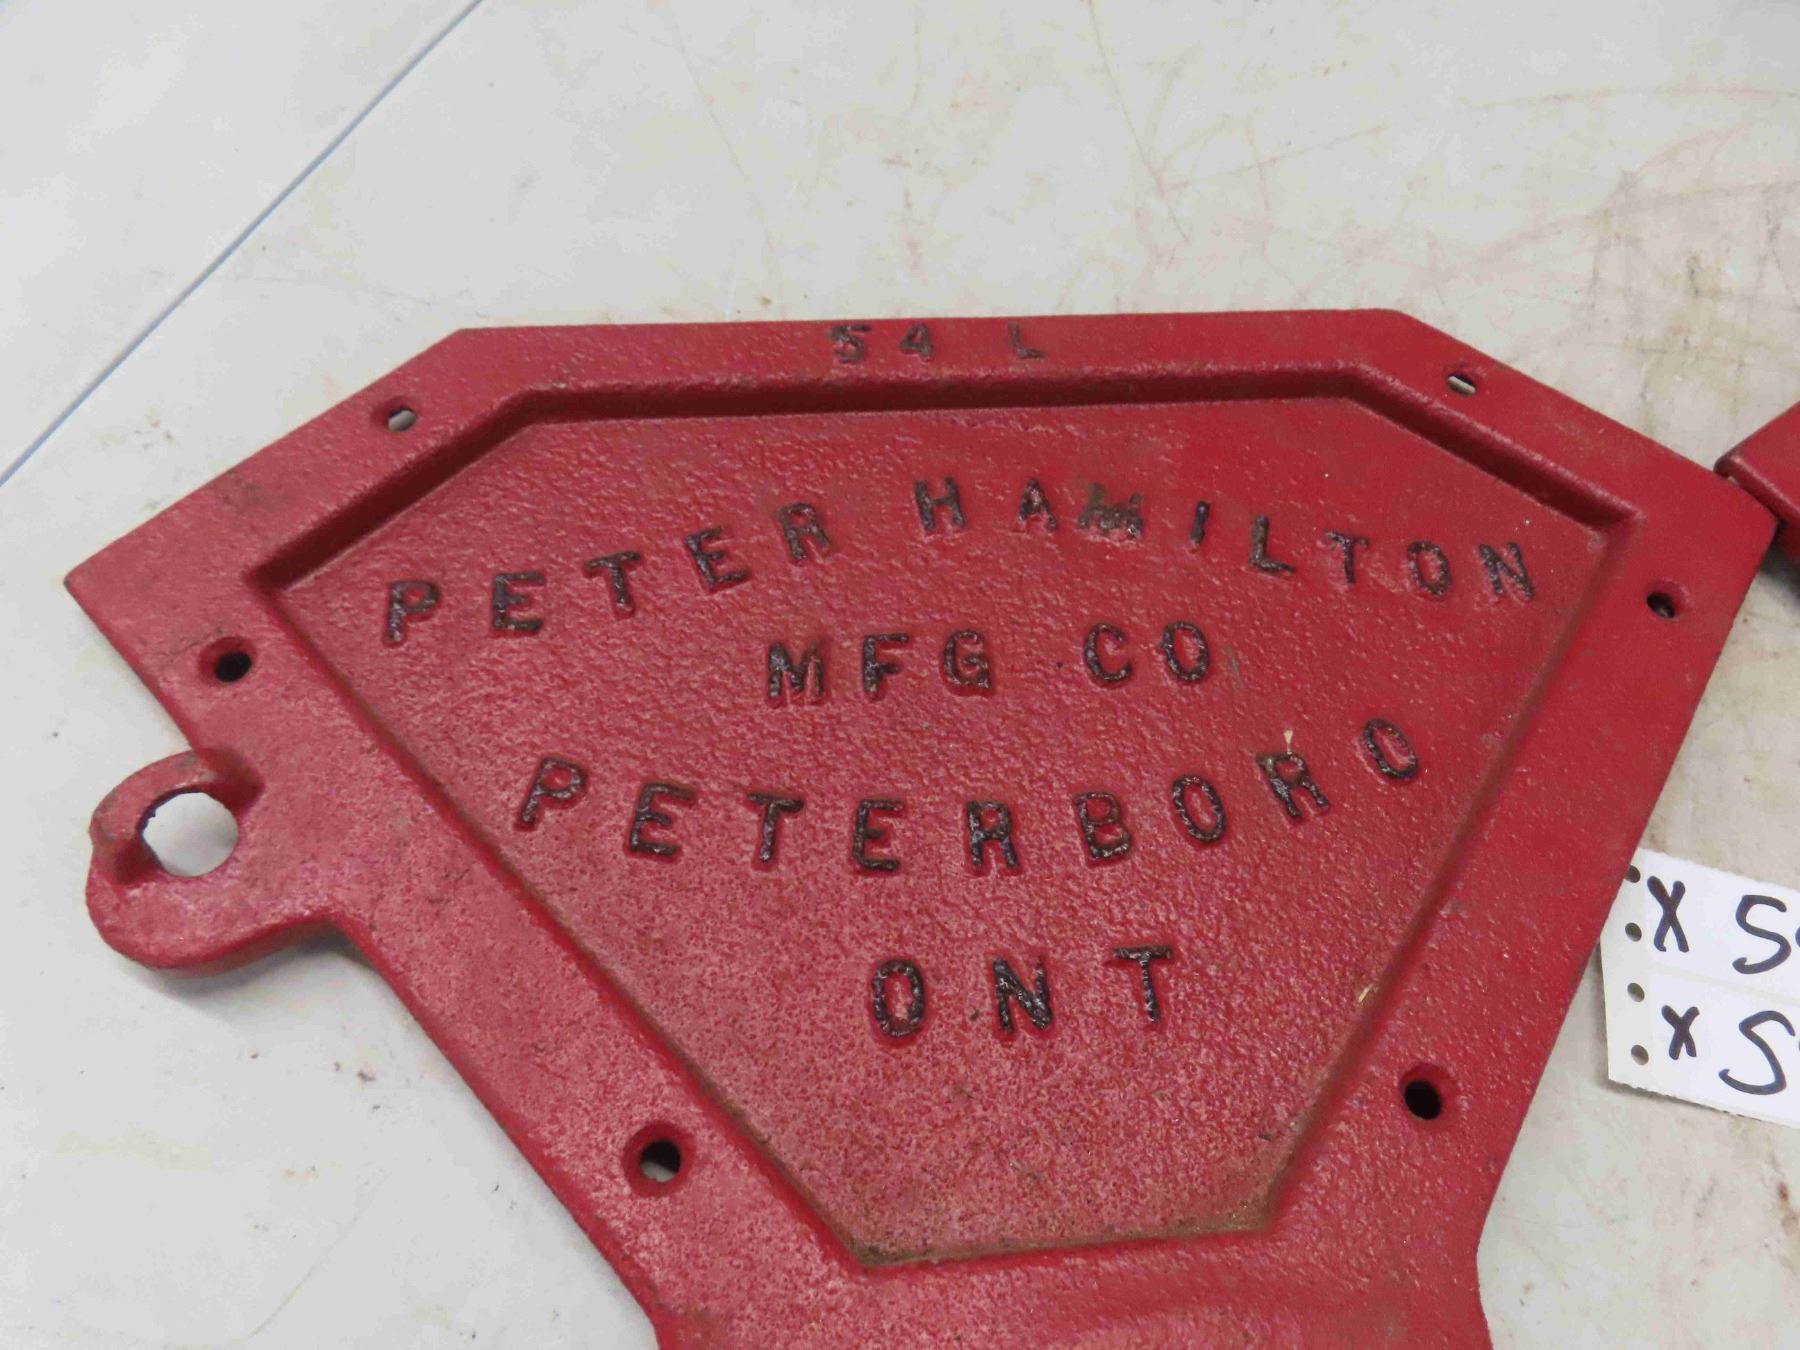 54 L
PETER HAMILTON
MFG CO
PETERBORO
ONT
X
X